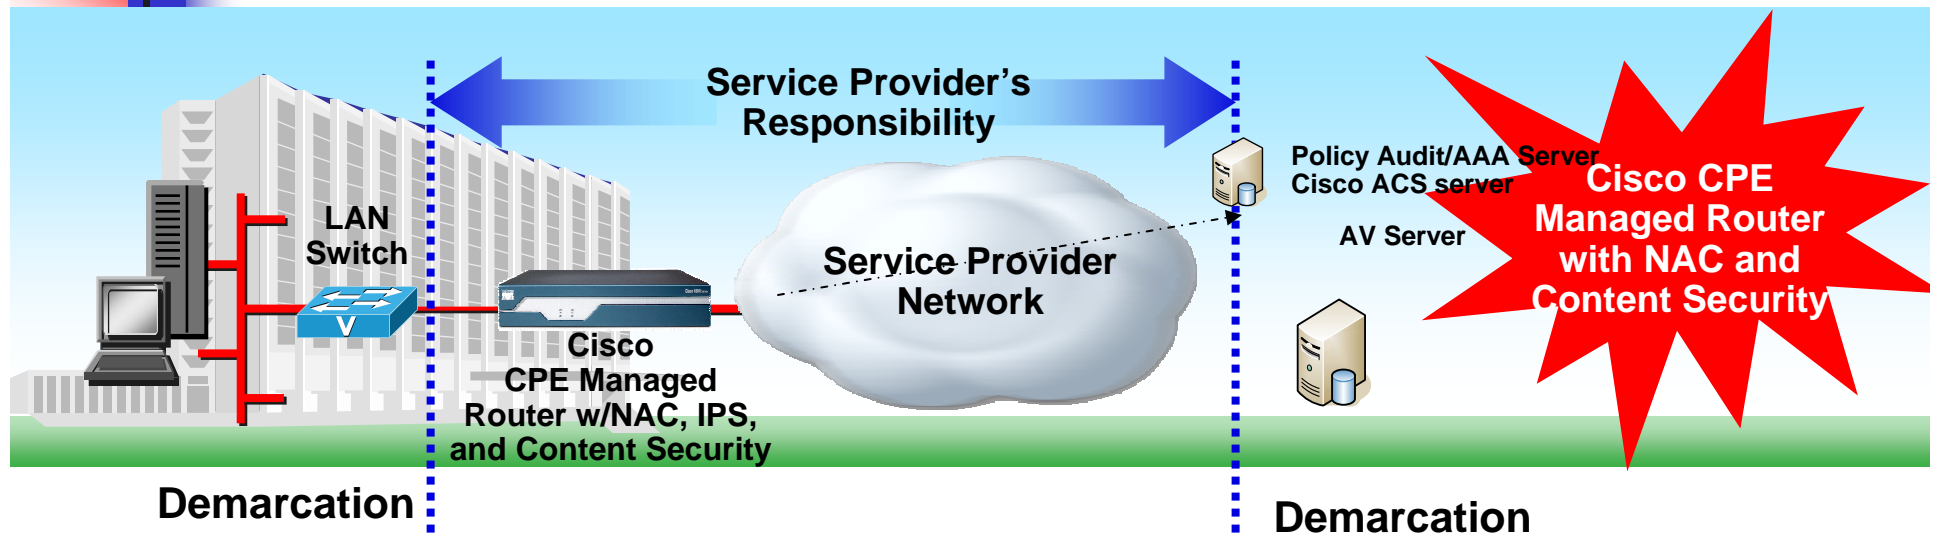 Service Provider’s
Responsibility
Policy Audit/AAA Server
Cisco ACS server
AV Server
Cisco CPE
Managed Router
with NAC and
Content Security
LAN
Switch
V
Service Provider
Network
Cisco
CPE Managed
Router w/NAC, IPS,
and Content Security
Demarcation
Demarcation